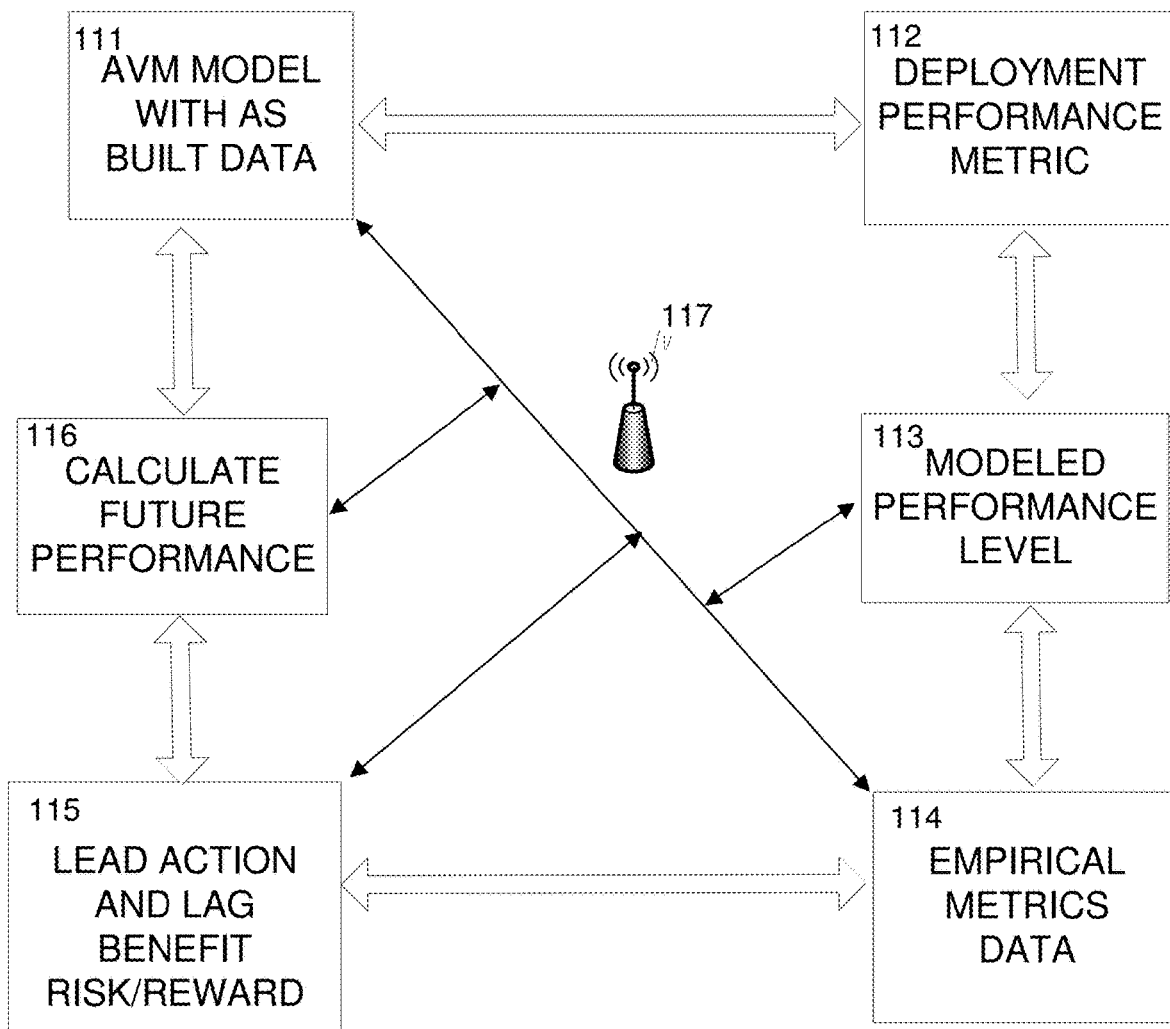 111
AVM MODEL
WITH AS
BUILT DATA
112
DEPLOYMENT
PERFORMANCE
METRIC
117
116
CALCULATE
FUTURE
PERFORMANCE
113
MODELED
PERFORMANCE
LEVEL
115
LEAD ACTION
AND LAG
BENEFIT
RISK/REWARD
114
EMPIRICAL
METRICS
DATA